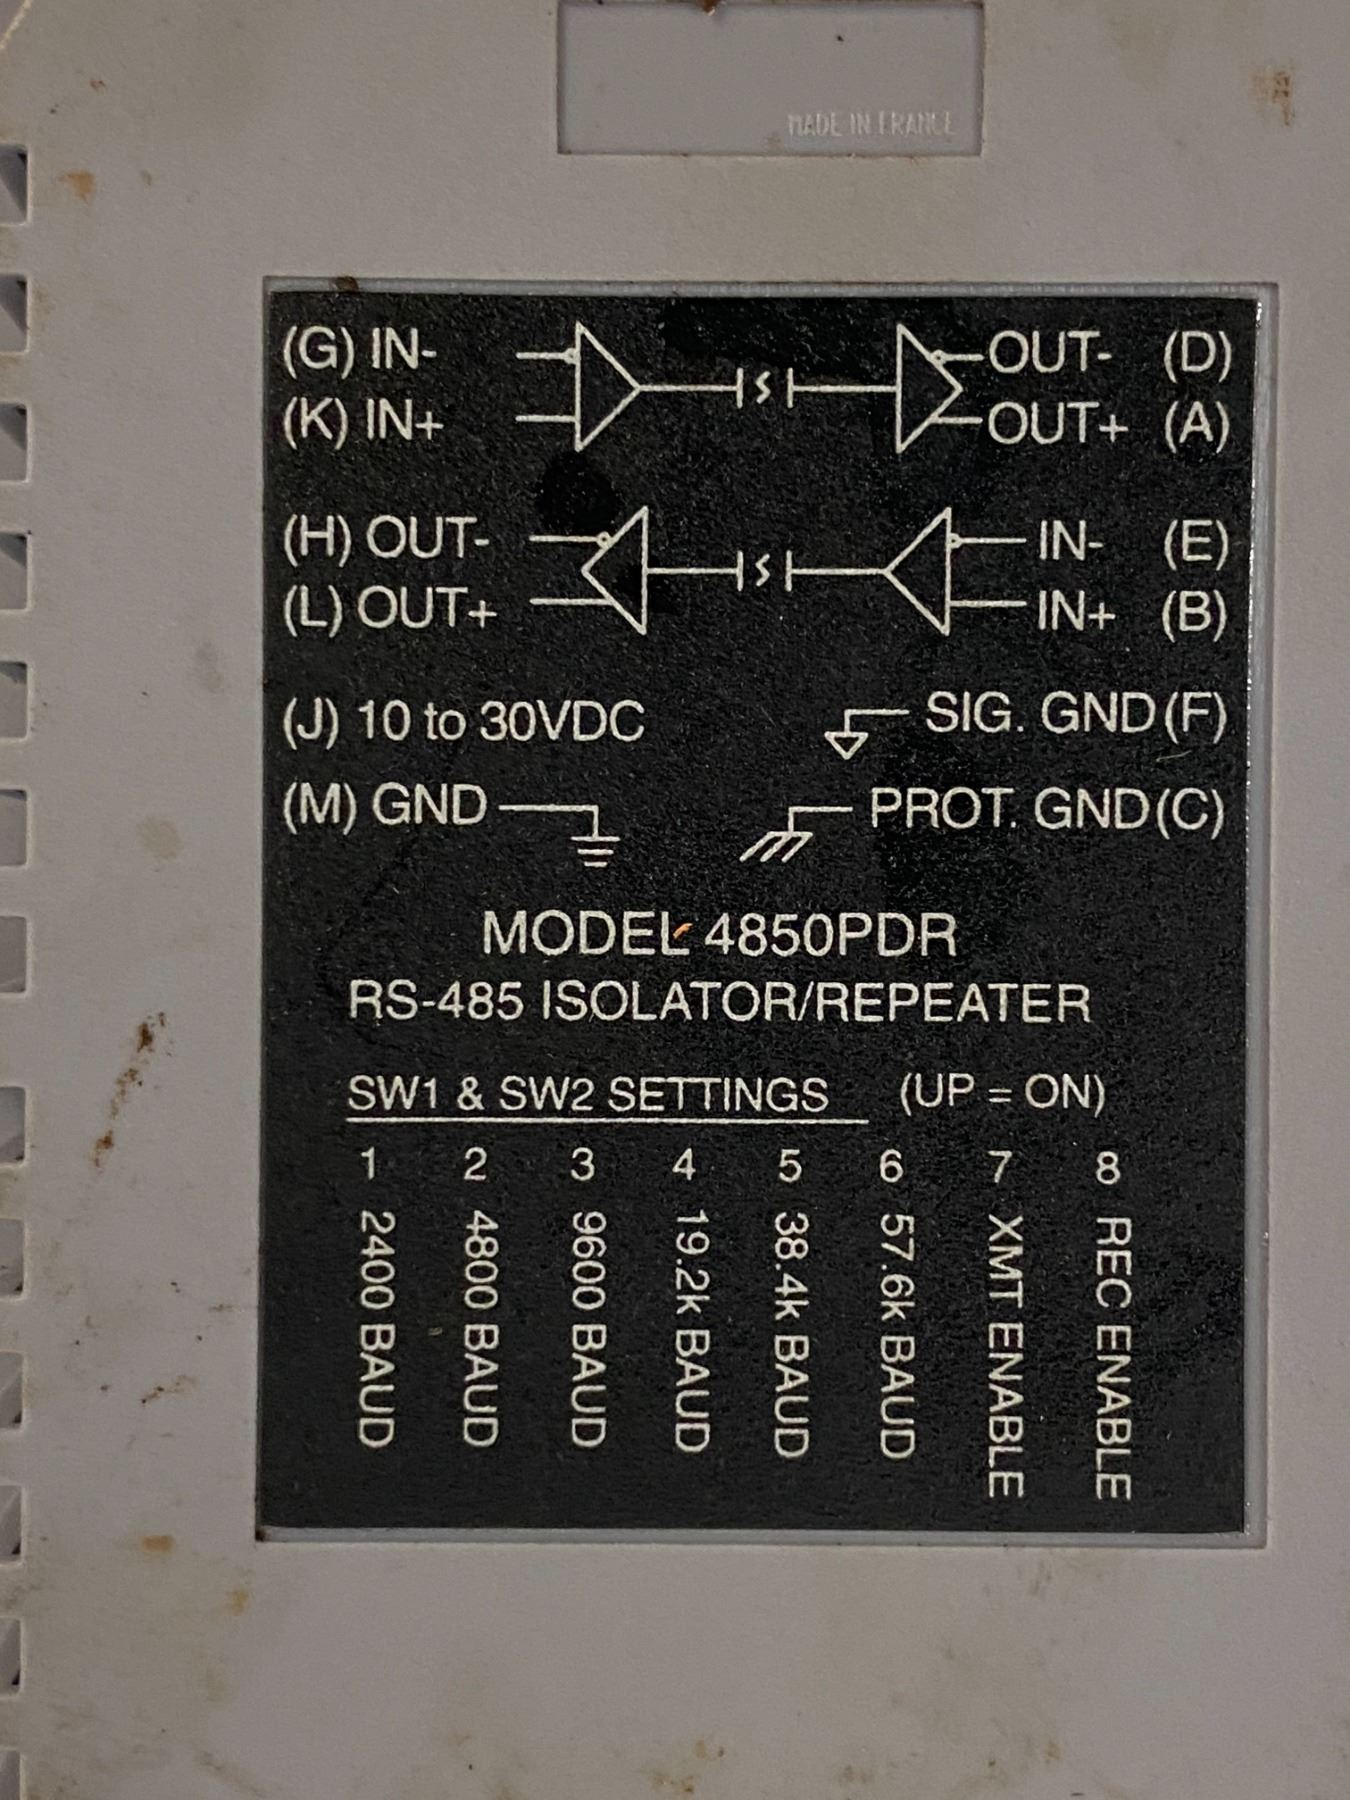 MADE IN FRANCE
(G) IN- OUT- (D)
(K) IN+ OUT+ (A)
(H) OUT- IN- (E)
(L) OUT+ IN+ (B)
(J) 10 to 30VDC SIG. GND (F)
(M) GND PROT. GND (C)
MODEL 4850PDR
RS-485 ISOLATOR/REPEATER
SW1 & SW2 SETTINGS (UP = ON)
1 2400 BAUD
2 4800 BAUD
3 9600 BAUD
4 19.2k BAUD
5 38.4k BAUD
6 57.6k BAUD
7 XMT ENABLE
8 REC ENABLE